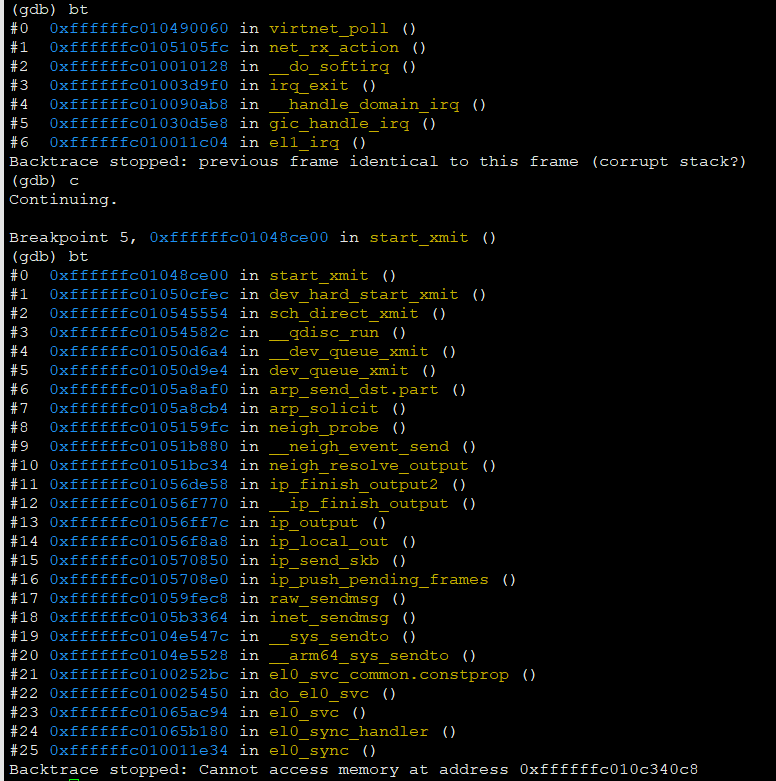 (gdb) bt
#0  0xffffffc010490060 in virtnet_poll ()
#1  0xffffffc0105105fc in net_rx_action ()
#2  0xffffffc010010128 in __do_softirq ()
#3  0xffffffc01003d9f0 in irq_exit ()
#4  0xffffffc010090ab8 in __handle_domain_irq ()
#5  0xffffffc01030d5e8 in gic_handle_irq ()
#6  0xffffffc010011c04 in el1_irq ()
Backtrace stopped: previous frame identical to this frame (corrupt stack?)
(gdb) c
Continuing.
Breakpoint 5, 0xffffffc01048ce00 in start_xmit ()
(gdb) bt
#0  0xffffffc01048ce00 in start_xmit ()
#1  0xffffffc01050cfec in dev_hard_start_xmit ()
#2  0xffffffc010545554 in sch_direct_xmit ()
#3  0xffffffc01054582c in __qdisc_run ()
#4  0xffffffc01050d6a4 in __dev_queue_xmit ()
#5  0xffffffc01050d9e4 in dev_queue_xmit ()
#6  0xffffffc0105a8af0 in arp_send_dst.part ()
#7  0xffffffc0105a8cb4 in arp_solicit ()
#8  0xffffffc0105159fc in neigh_probe ()
#9  0xffffffc01051b880 in __neigh_event_send ()
#10 0xffffffc01051bc34 in neigh_resolve_output ()
#11 0xffffffc01056de58 in ip_finish_output2 ()
#12 0xffffffc01056f770 in __ip_finish_output ()
#13 0xffffffc01056ff7c in ip_output ()
#14 0xffffffc01056f8a8 in ip_local_out ()
#15 0xffffffc010570850 in ip_send_skb ()
#16 0xffffffc0105708e0 in ip_push_pending_frames ()
#17 0xffffffc01059fec8 in raw_sendmsg ()
#18 0xffffffc0105b3364 in inet_sendmsg ()
#19 0xffffffc0104e547c in __sys_sendto ()
#20 0xffffffc0104e5528 in __arm64_sys_sendto ()
#21 0xffffffc0100252bc in el0_svc_common.constprop ()
#22 0xffffffc010025450 in do_el0_svc ()
#23 0xffffffc01065ac94 in el0_svc ()
#24 0xffffffc01065b180 in el0_sync_handler ()
#25 0xffffffc010011e34 in el0_sync ()
Backtrace stopped: Cannot access memory at address 0xffffffc010c340c8